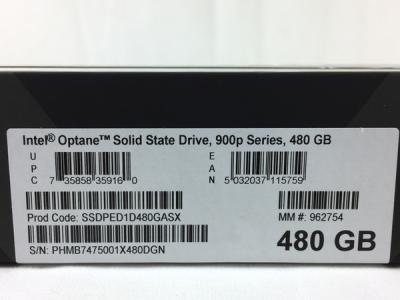 Intel® Optane™ Solid State Drive, 900p Series, 480 GB
UPC 7 35858 35916 0
EAN 5 032037 115759
Prod Code: SSDPED1D480GASX
MM #: 962754
S/N: PHMB7475001X480DGN
480 GB